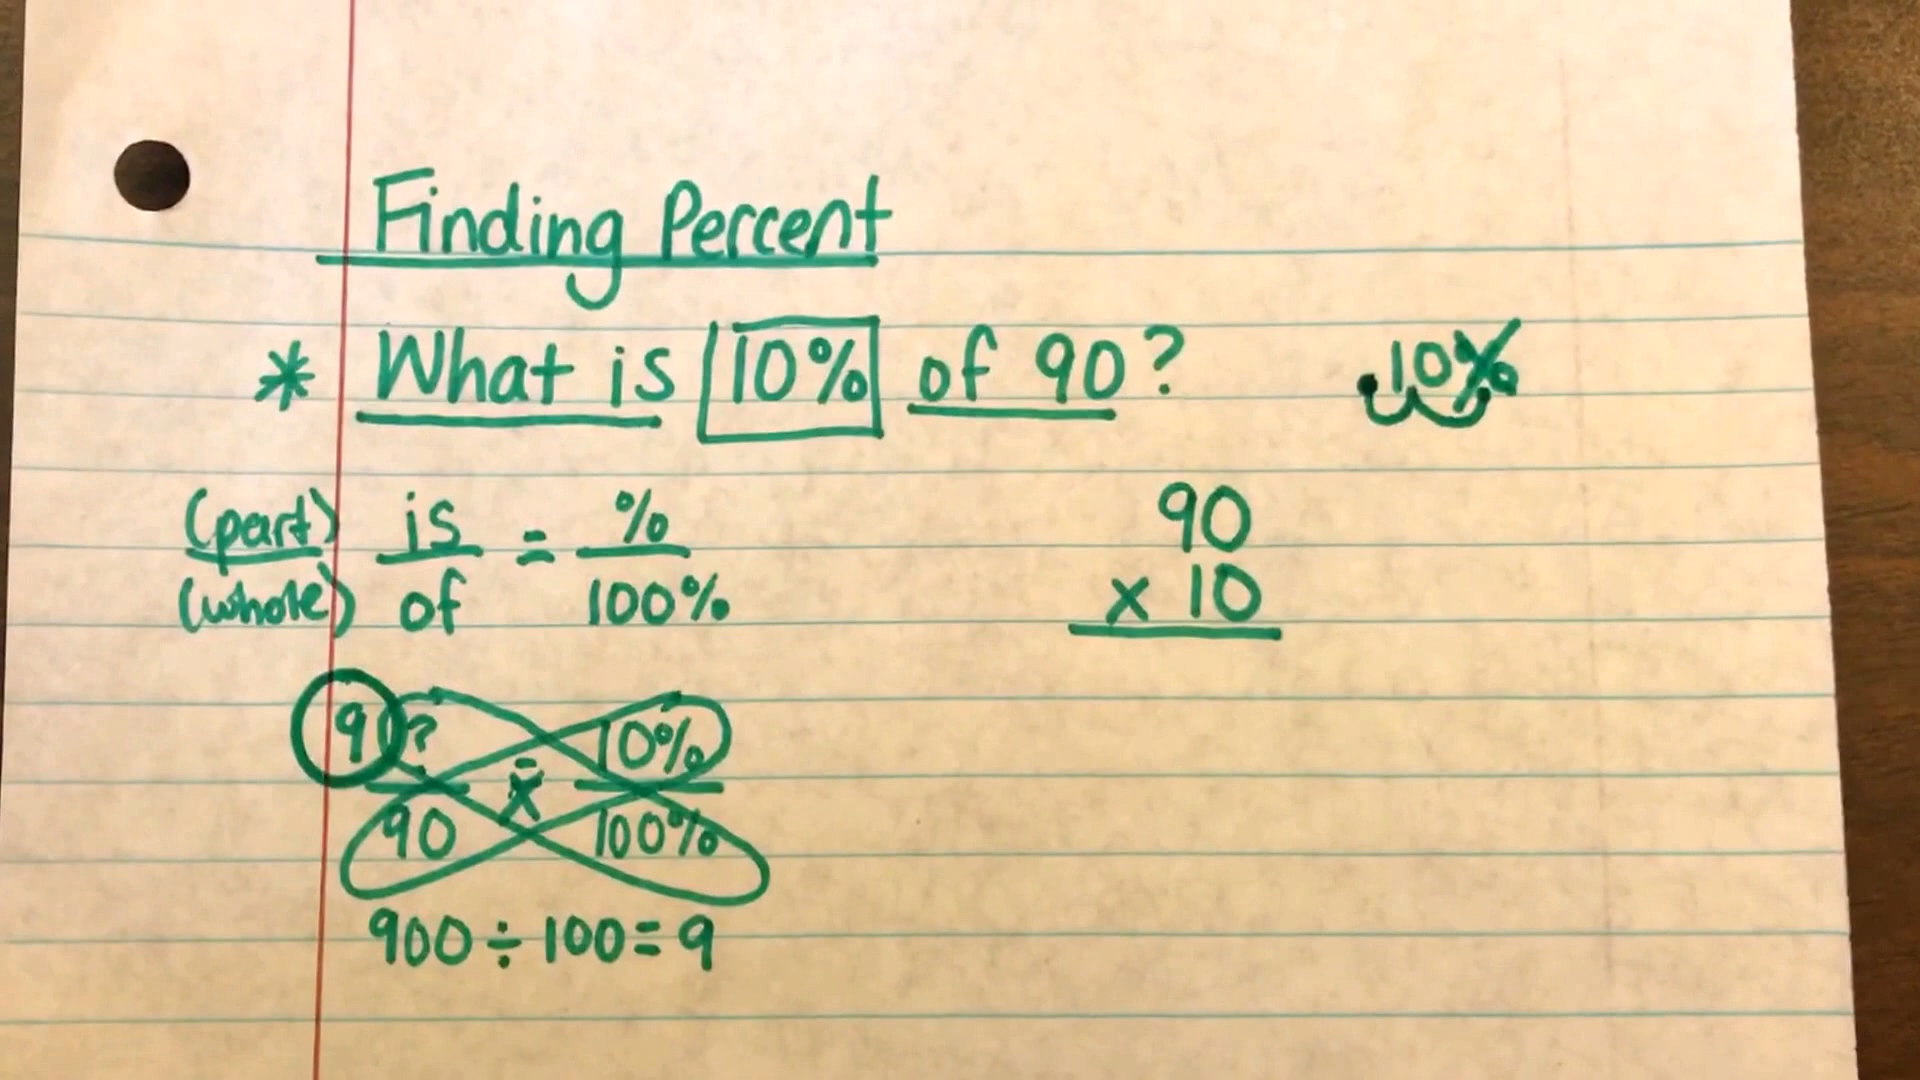 Finding Percent
* What is 10% of 90?
.10%
(part) is = %
(whole) of 100%
90
x 10
9 ? 10%
x
90 100%
900 ÷ 100 = 9